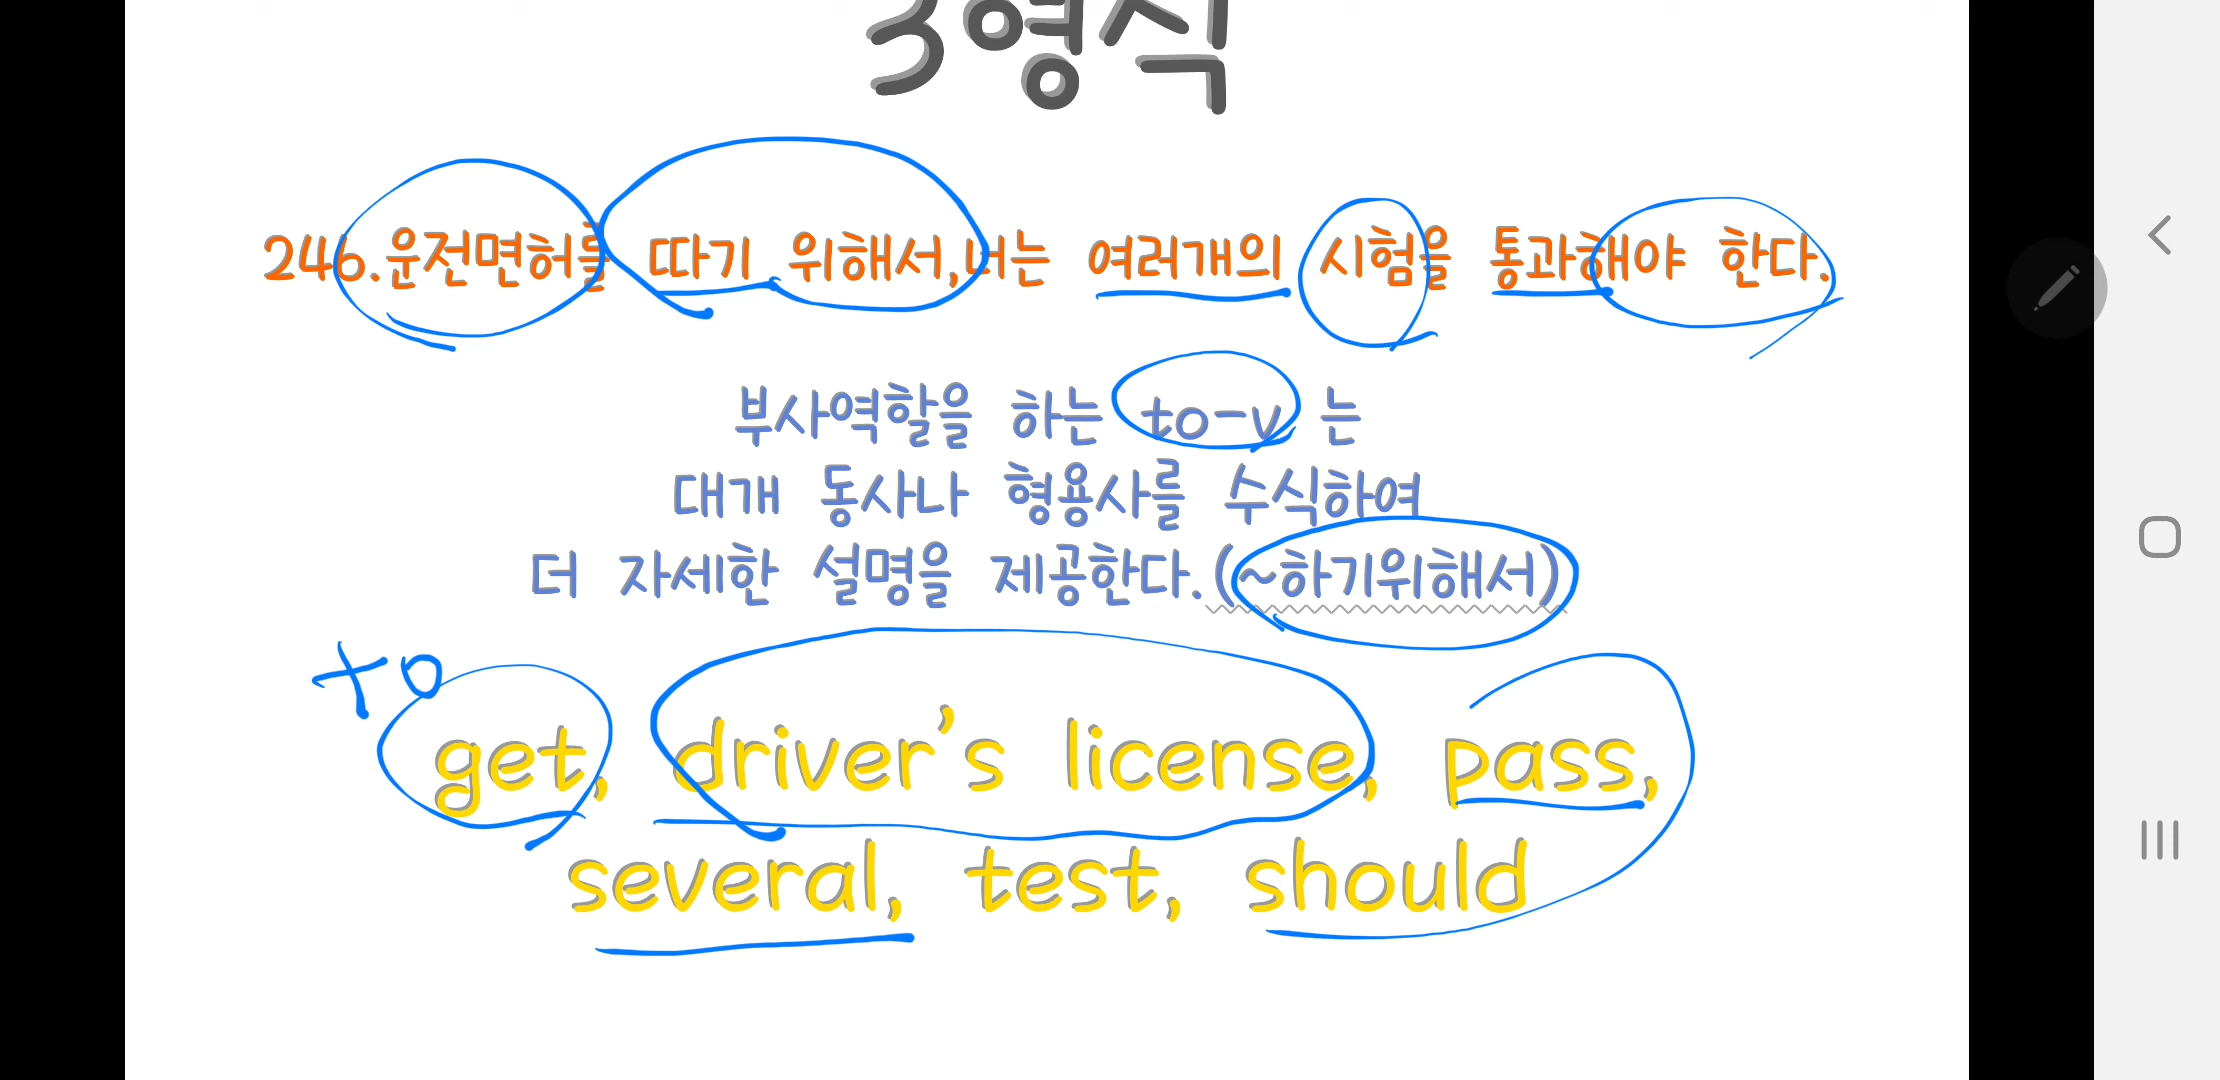 3형식
246.운전면허를 따기 위해서,너는 여러개의 시험을 통과해야 한다.
부사역할을 하는 to-v 는
대개 동사나 형용사를 수식하여
더 자세한 설명을 제공한다.(~하기위해서)
to
get, driver's license, pass,
several, test, should